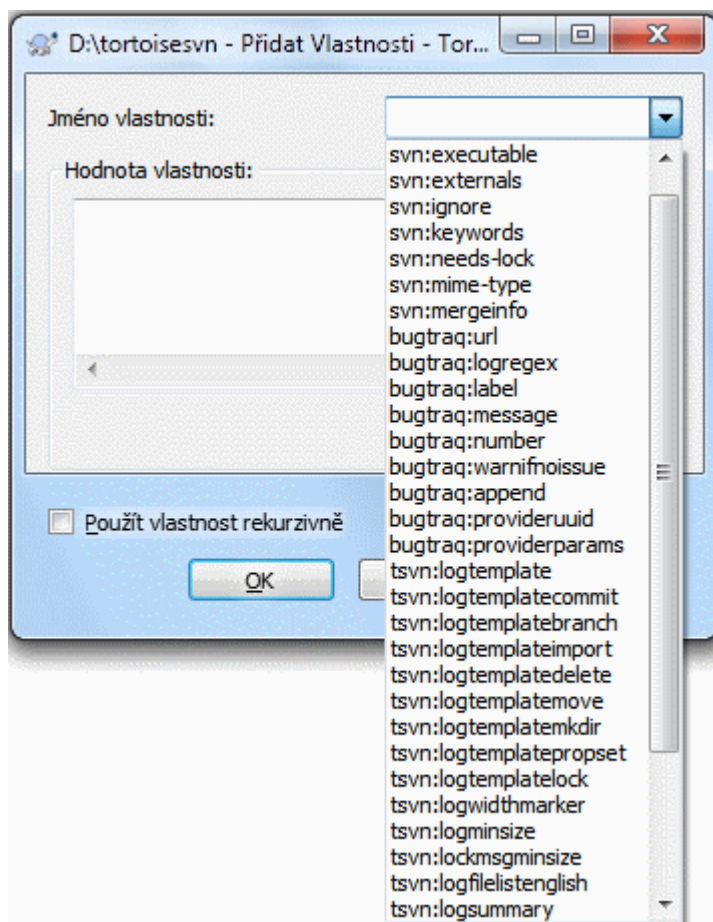 D:\tortoisesvn - Přidat Vlastnosti - Tor...
Jméno vlastnosti:
Hodnota vlastnosti:
svn:executable
svn:externals
svn:ignore
svn:keywords
svn:needs-lock
svn:mime-type
svn:mergeinfo
bugtraq:url
bugtraq:logregex
bugtraq:label
bugtraq:message
bugtraq:number
bugtraq:warnifnoissue
bugtraq:append
bugtraq:provideruuid
bugtraq:providerparams
tsvn:logtemplate
tsvn:logtemplatecommit
tsvn:logtemplatebranch
tsvn:logtemplateimport
tsvn:logtemplatedelete
tsvn:logtemplatemove
tsvn:logtemplatemkdir
tsvn:logtemplatepropset
tsvn:logtemplatelock
tsvn:logwidthmarker
tsvn:logminsize
tsvn:lockmsgminsize
tsvn:logfilelistenglish
tsvn:logsummary
Použít vlastnost rekurzivně
OK